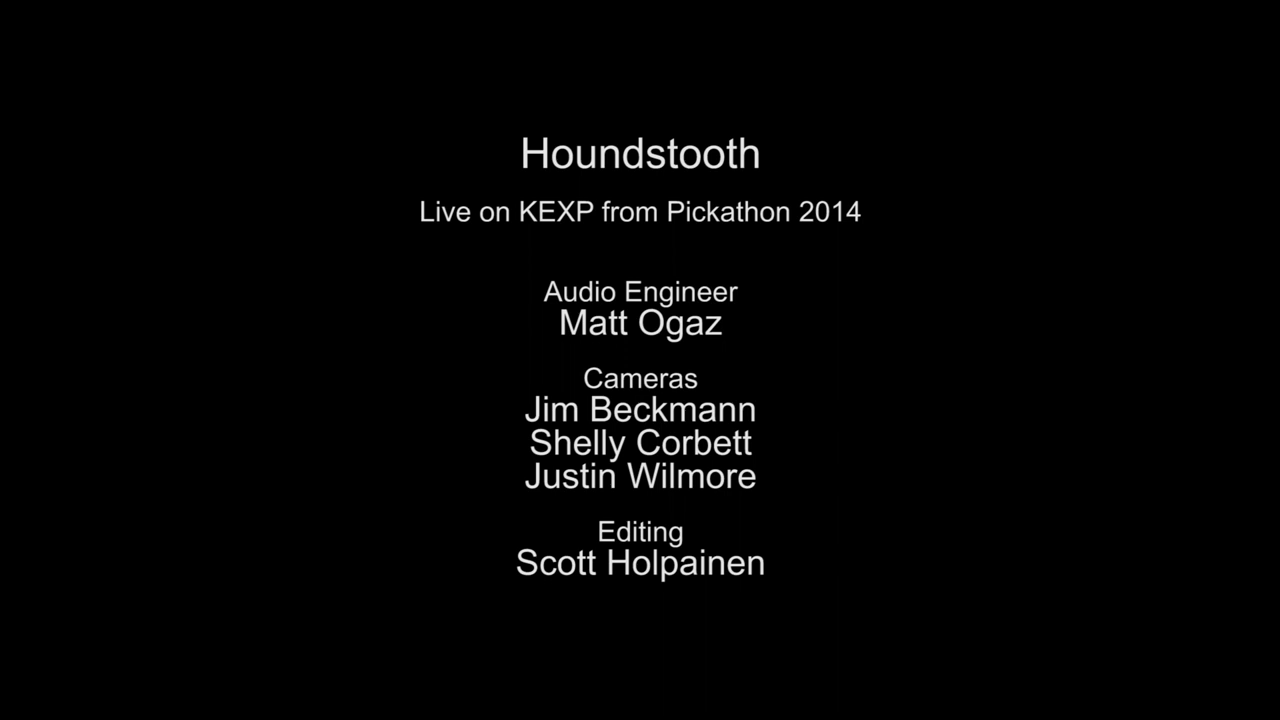 Houndstooth
Live on KEXP from Pickathon 2014
Audio Engineer
Matt Ogaz
Cameras
Jim Beckmann
Shelly Corbett
Justin Wilmore
Editing
Scott Holpainen